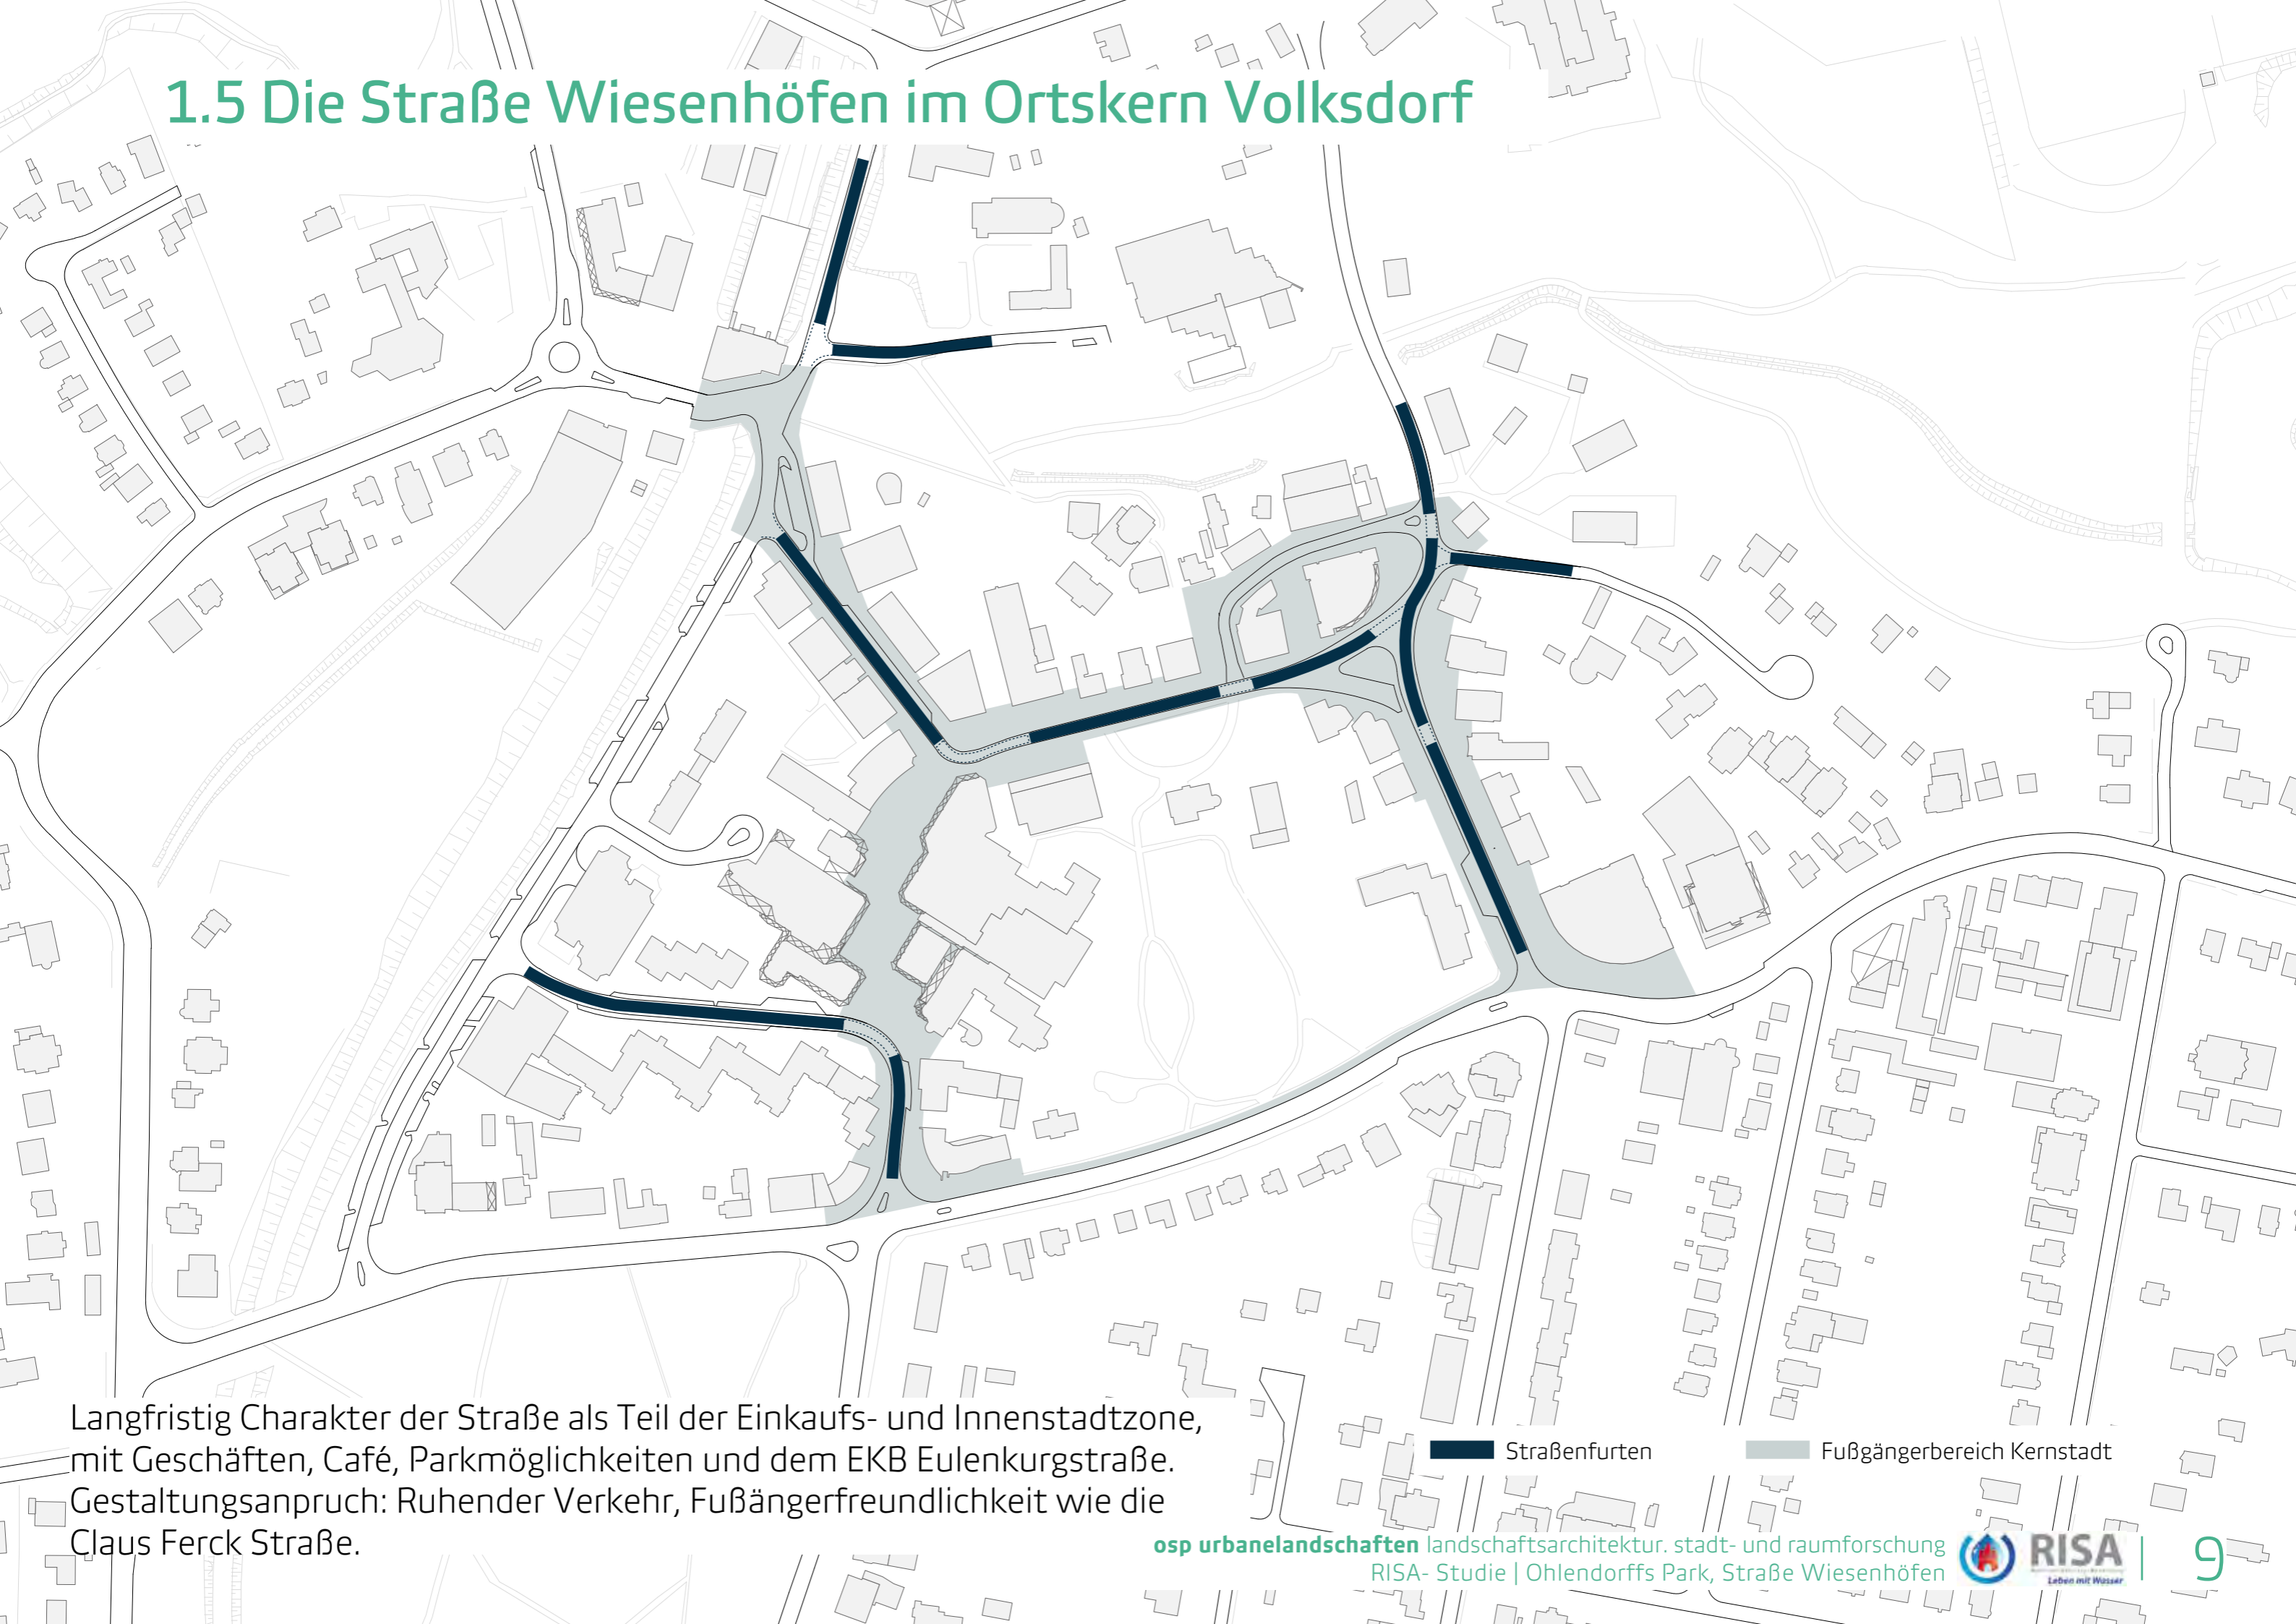 1.5 Die Straße Wiesenhöfen im Ortskern Volksdorf
Langfristig Charakter der Straße als Teil der Einkaufs- und Innenstadtzone,
mit Geschäften, Café, Parkmöglichkeiten und dem EKB Eulenkurgstraße.
Gestaltungsanpruch: Ruhender Verkehr, Fußängerfreundlichkeit wie die
Claus Ferck Straße.
Straßenfurten
Fußgängerbereich Kernstadt
osp urbanelandschaften landschaftsarchitektur. stadt- und raumforschung
RISA- Studie | Ohlendorffs Park, Straße Wiesenhöfen
RISA
Leben mit Wasser
9